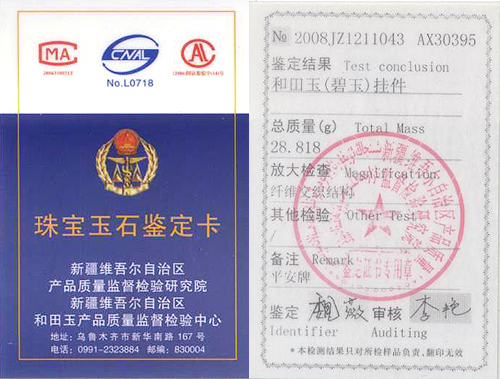 CMA
2006310021Z
CNAL
No.L0718
CAL
珠宝玉石鉴定卡
新疆维吾尔自治区
产品质量监督检验研究院
新疆维吾尔自治区
和田玉产品质量监督检验中心
地址:乌鲁木齐市新华南路 167 号
电话:0991-2323884 邮编:830004
№ 2008JZ1211043 AX30395
鉴定结果 Test conclusion
和田玉(碧玉)挂件
总质量(g) Total Mass
28.818
放大检查 Magnification
纤维交织结构
其他检验 Other Test
/
备注 Remark
平安牌
鉴定 审核
Identifier Auditing
*本检测结果只对所检样品负责,翻印无效